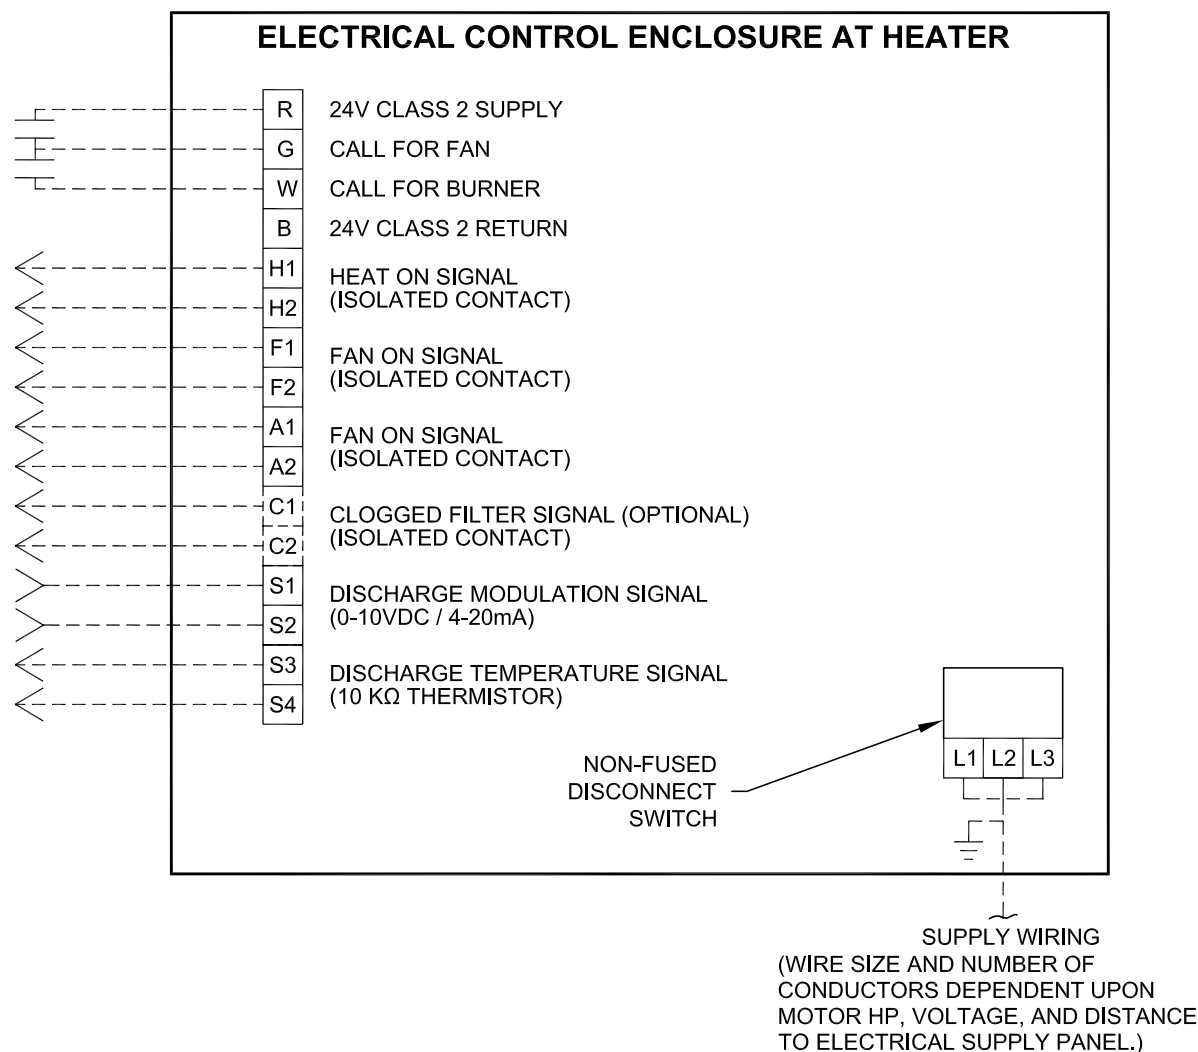 ELECTRICAL CONTROL ENCLOSURE AT HEATER
R 24V CLASS 2 SUPPLY
G CALL FOR FAN
W CALL FOR BURNER
B 24V CLASS 2 RETURN
H1
HEAT ON SIGNAL
(ISOLATED CONTACT)
H2
F1
FAN ON SIGNAL
(ISOLATED CONTACT)
F2
A1
FAN ON SIGNAL
(ISOLATED CONTACT)
A2
C1
CLOGGED FILTER SIGNAL (OPTIONAL)
(ISOLATED CONTACT)
C2
S1
DISCHARGE MODULATION SIGNAL
(0-10VDC / 4-20mA)
S2
S3
DISCHARGE TEMPERATURE SIGNAL
(10 KΩ THERMISTOR)
S4
NON-FUSED
DISCONNECT
SWITCH
L1 L2 L3
SUPPLY WIRING
(WIRE SIZE AND NUMBER OF
CONDUCTORS DEPENDENT UPON
MOTOR HP, VOLTAGE, AND DISTANCE
TO ELECTRICAL SUPPLY PANEL.)